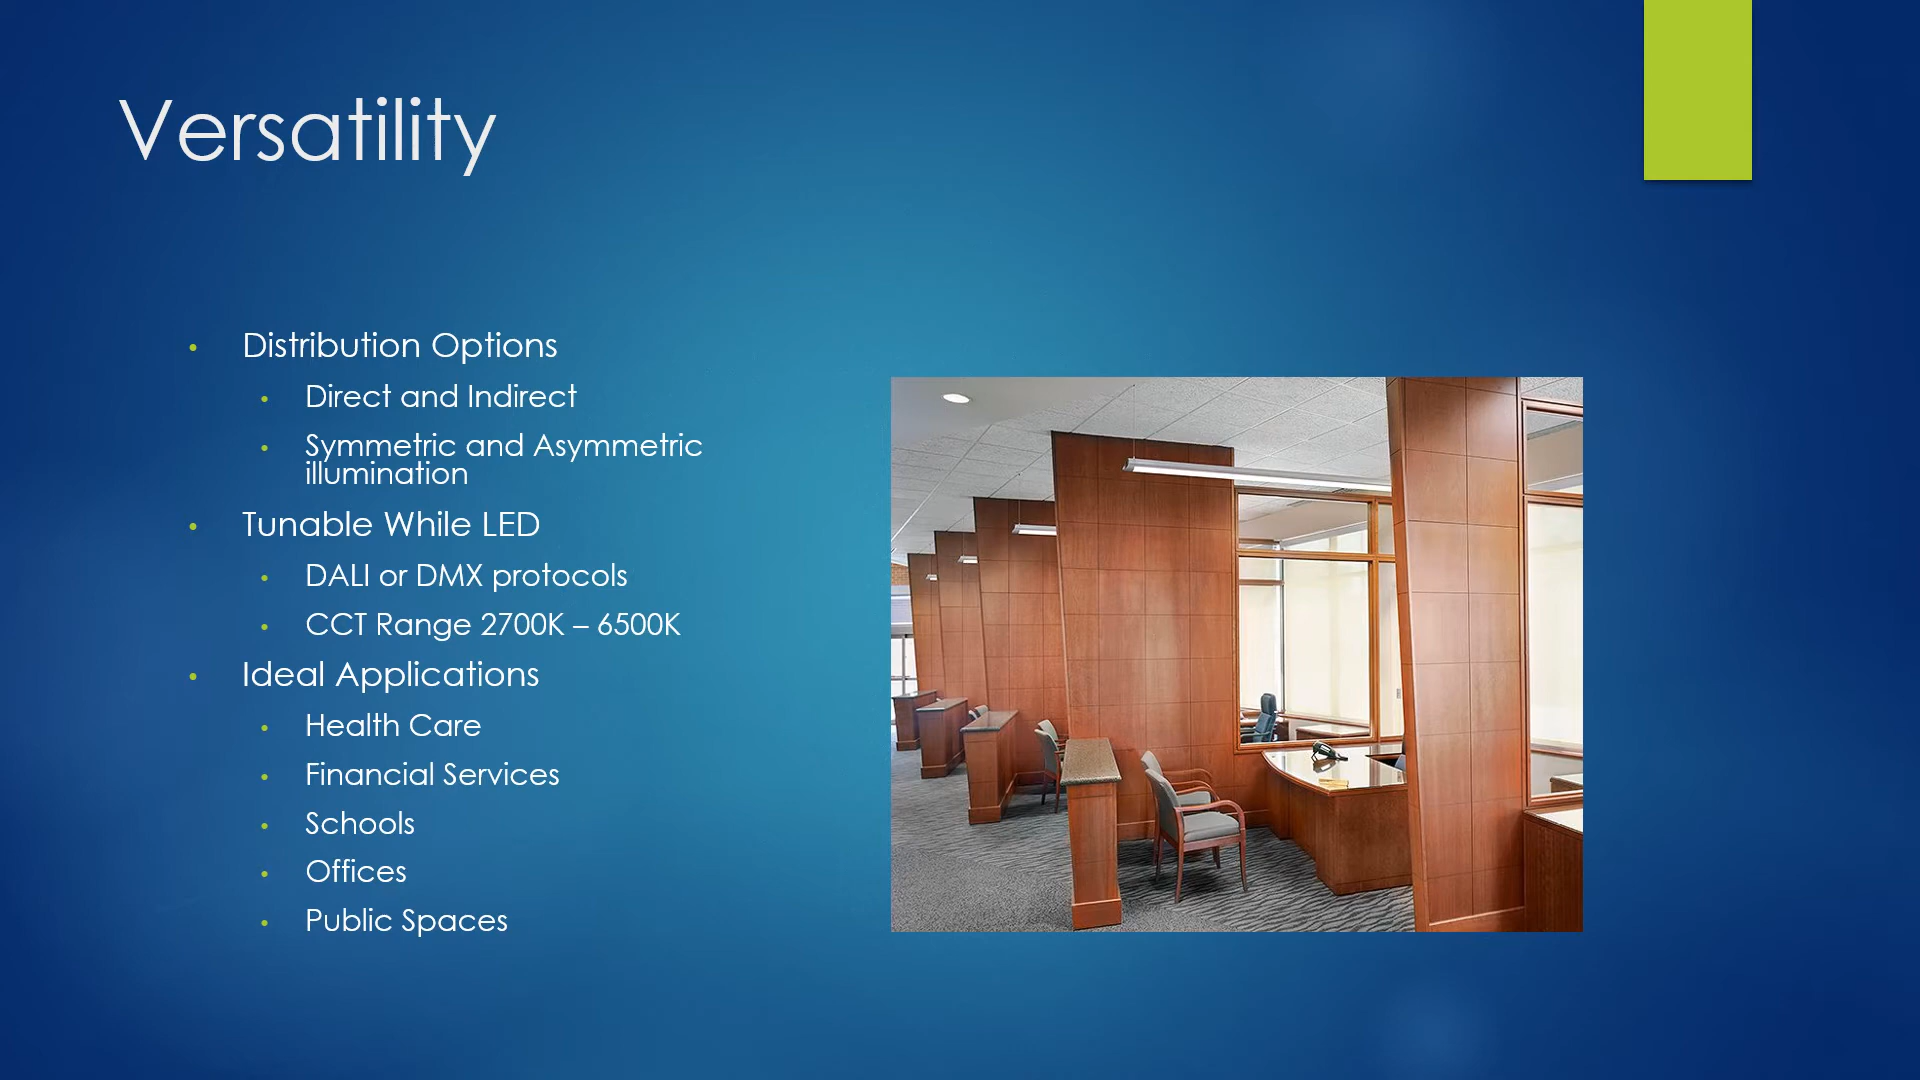 Versatility
• Distribution Options
• Direct and Indirect
• Symmetric and Asymmetric
illumination
• Tunable While LED
• DALI or DMX protocols
• CCT Range 2700K – 6500K
• Ideal Applications
• Health Care
• Financial Services
• Schools
• Offices
• Public Spaces